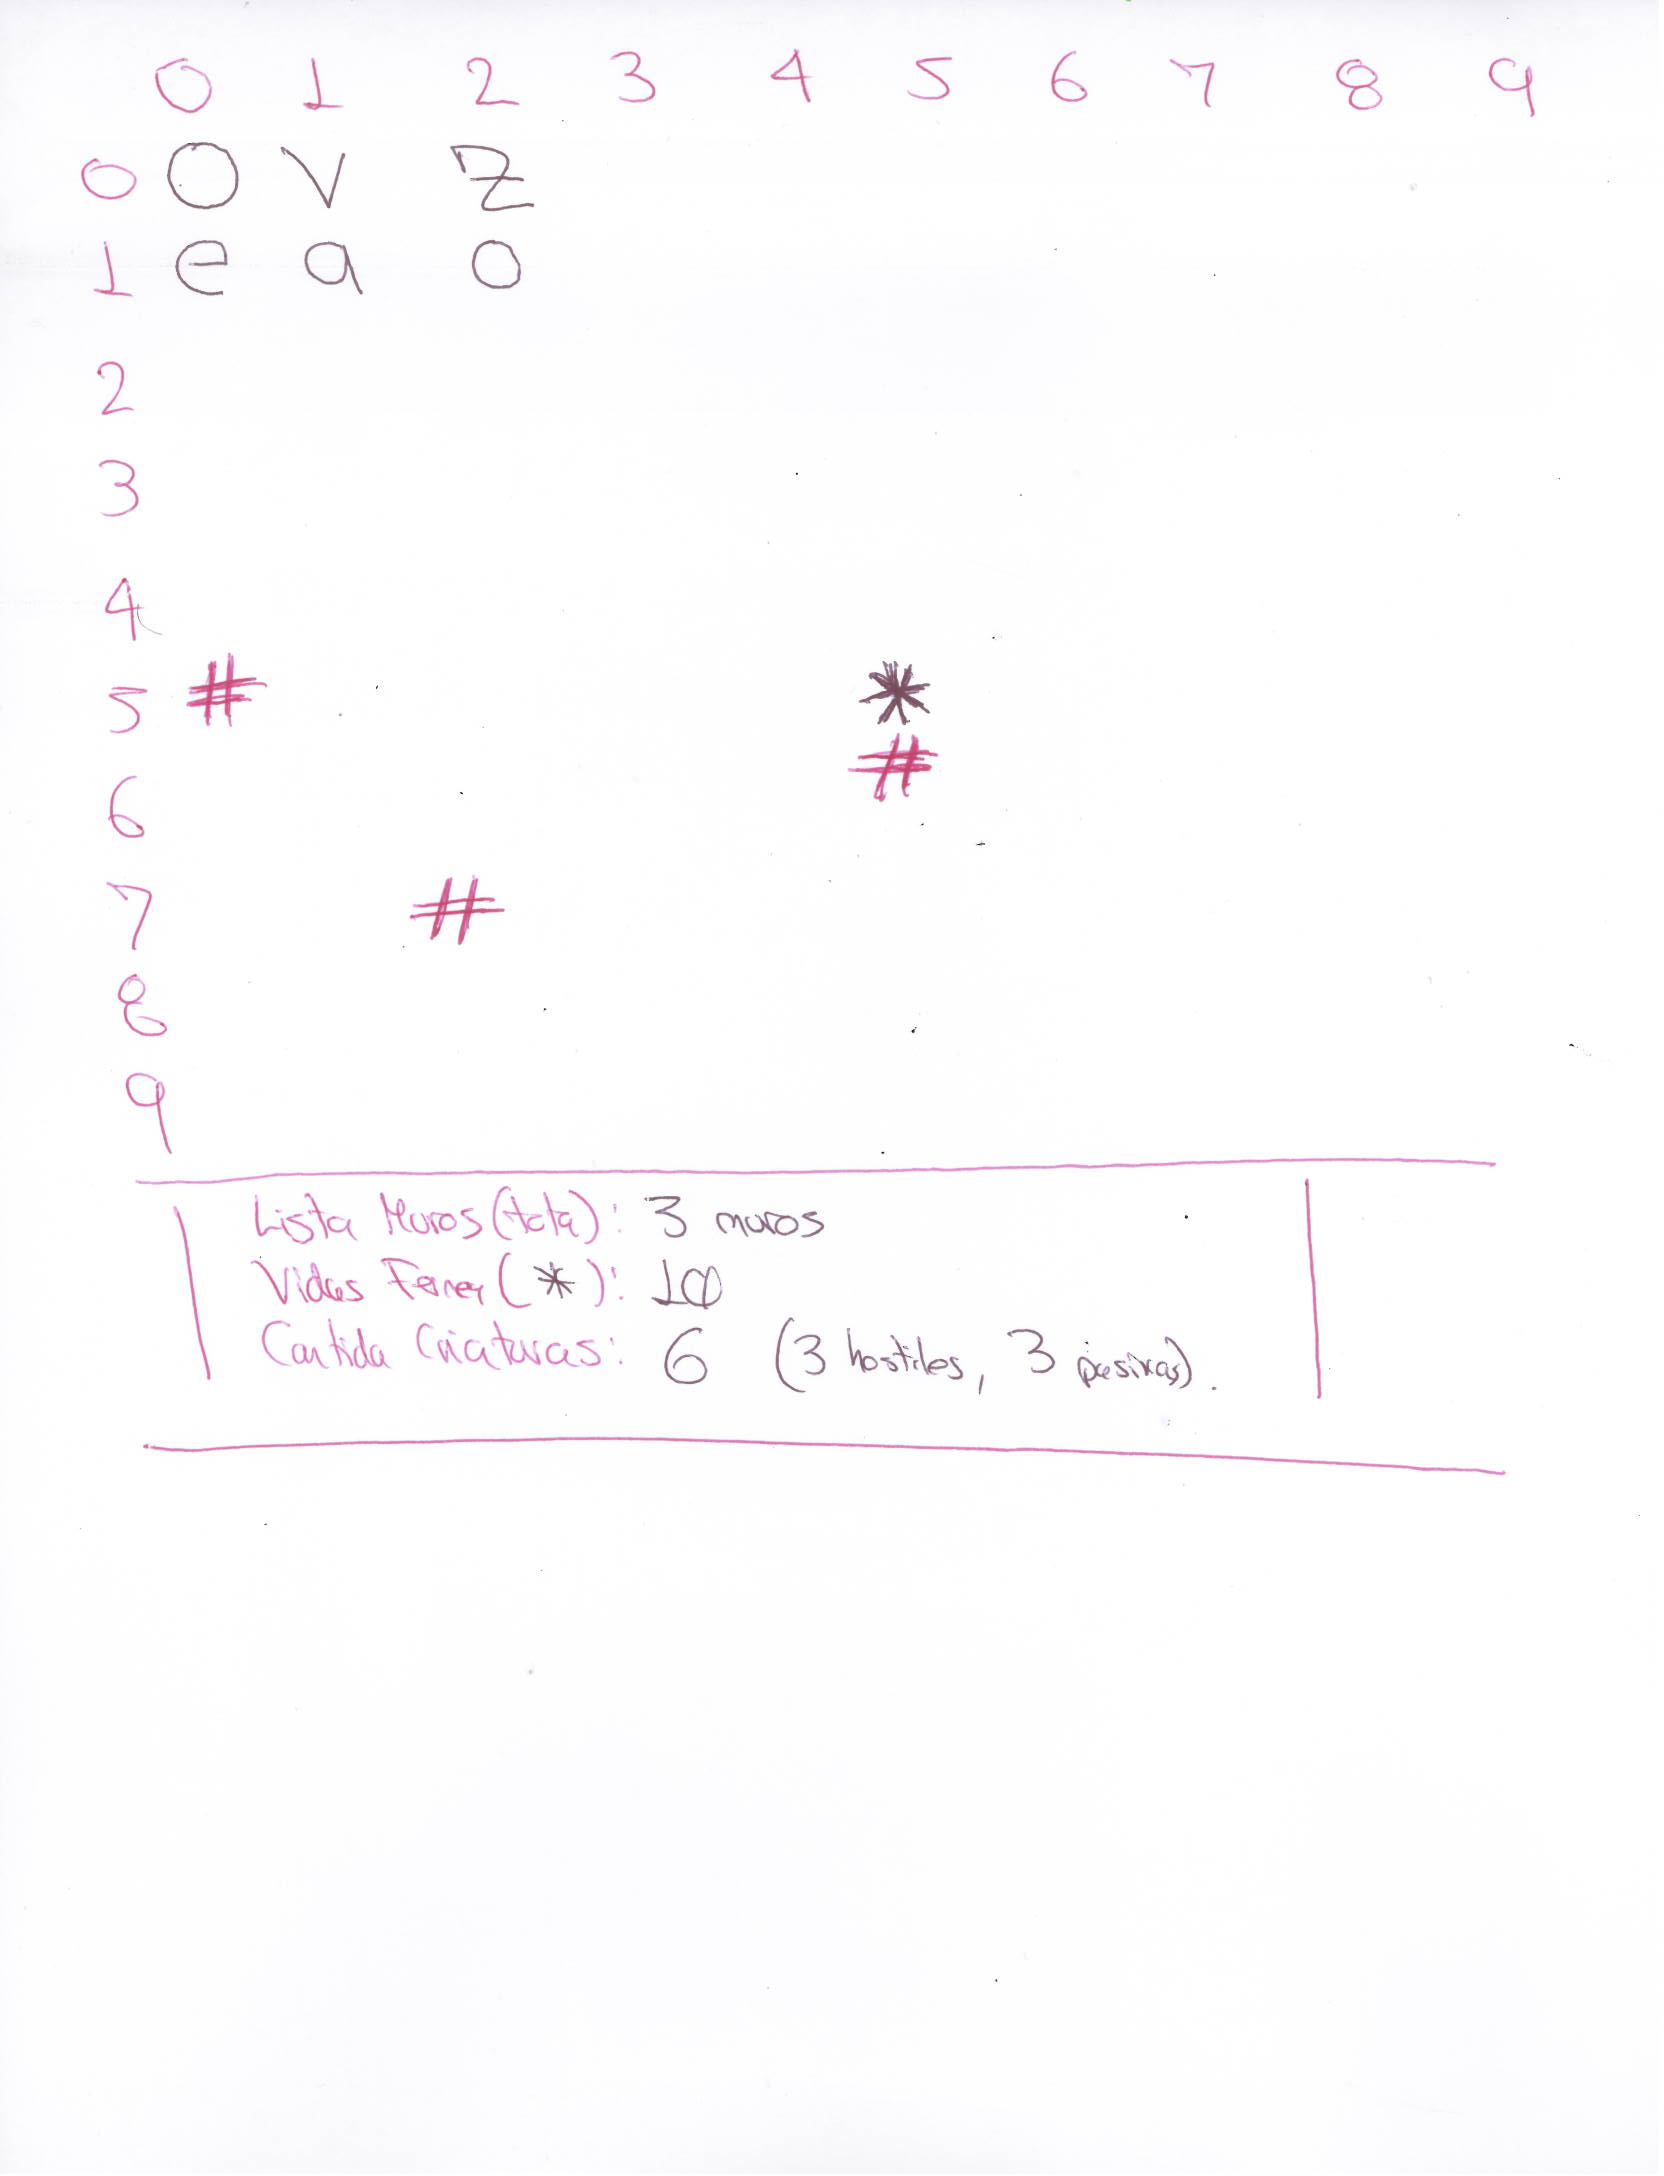 0 1 2 3 4 5 6 7 8 9
0 O V Z
1 e a o
2
3
4
5 # *
6 #
7 #
8
9
Lista Muros (tota): 3 muros
Vidas (*): 10
Cantida Criaturas: 6 (3 hostiles, 3 pasivas).